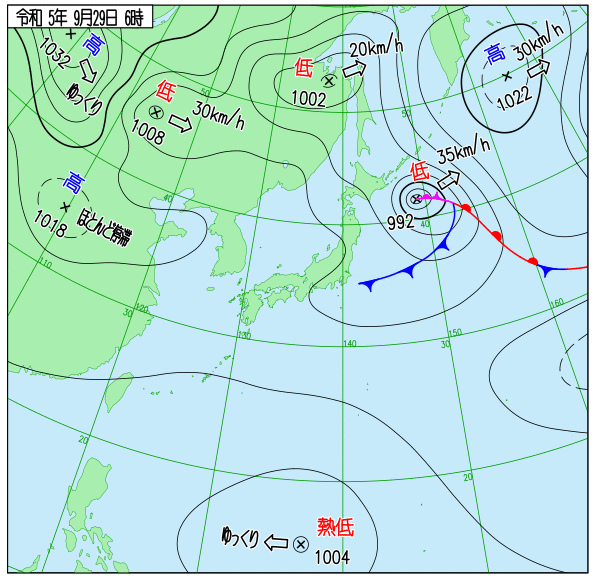 令和 5年 9月29日 6時
高
1032
ゆっくり
低
1008
30km/h
低
1002
20km/h
高
1022
30km/h
低
992
35km/h
高
1018
ほとんど停滞
熱低
1004
ゆっくり
50
50
40
40
30
30
20
20
110
120
130
140
150
160